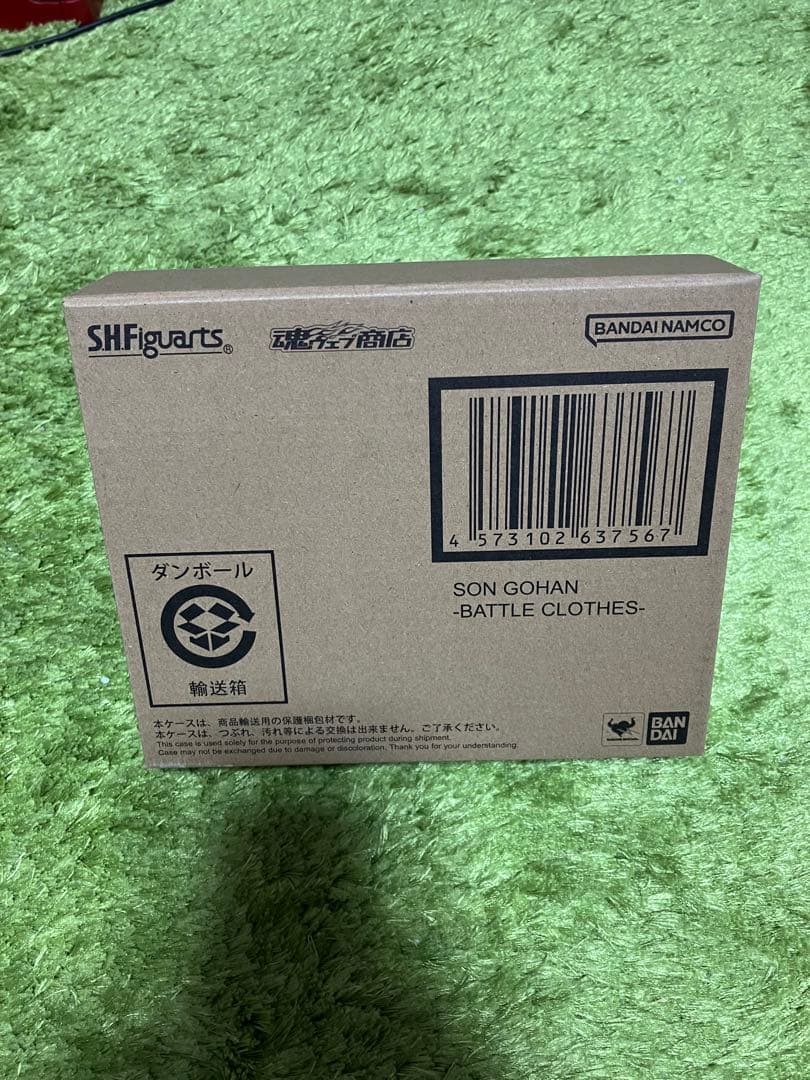 S.H.Figuarts®
魂ウェブ商店
BANDAI NAMCO
4 573102 637567
SON GOHAN
-BATTLE CLOTHES-
ダンボール
輸送箱
本ケースは、商品輸送用の保護梱包材です。
本ケースは、つぶれ、汚れ等による交換は出来ません。ご了承ください。
This case is used solely for the purpose of protecting product during shipment.
Case may not be exchanged due to damage or discoloration. Thank you for your understanding.
BAN
DAI